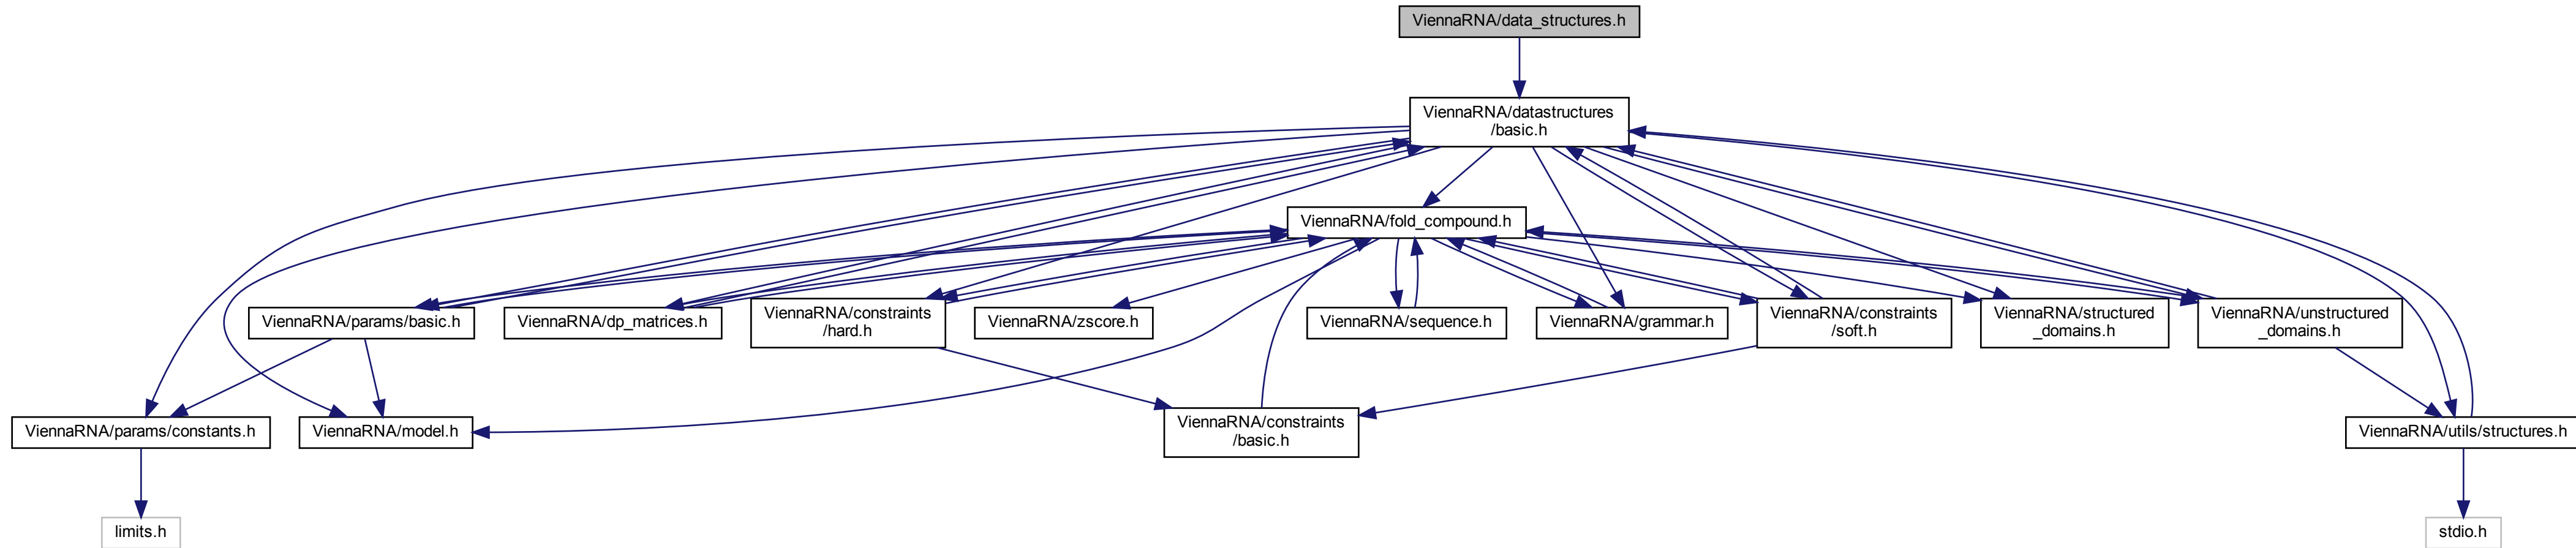 ViennaRNA/data_structures.h
ViennaRNA/datastructures
/basic.h
ViennaRNA/fold_compound.h
ViennaRNA/params/basic.h
ViennaRNA/dp_matrices.h
ViennaRNA/constraints
/hard.h
ViennaRNA/zscore.h
ViennaRNA/sequence.h
ViennaRNA/grammar.h
ViennaRNA/constraints
/soft.h
ViennaRNA/structured
_domains.h
ViennaRNA/unstructured
_domains.h
ViennaRNA/params/constants.h
ViennaRNA/model.h
ViennaRNA/constraints
/basic.h
ViennaRNA/utils/structures.h
limits.h
stdio.h